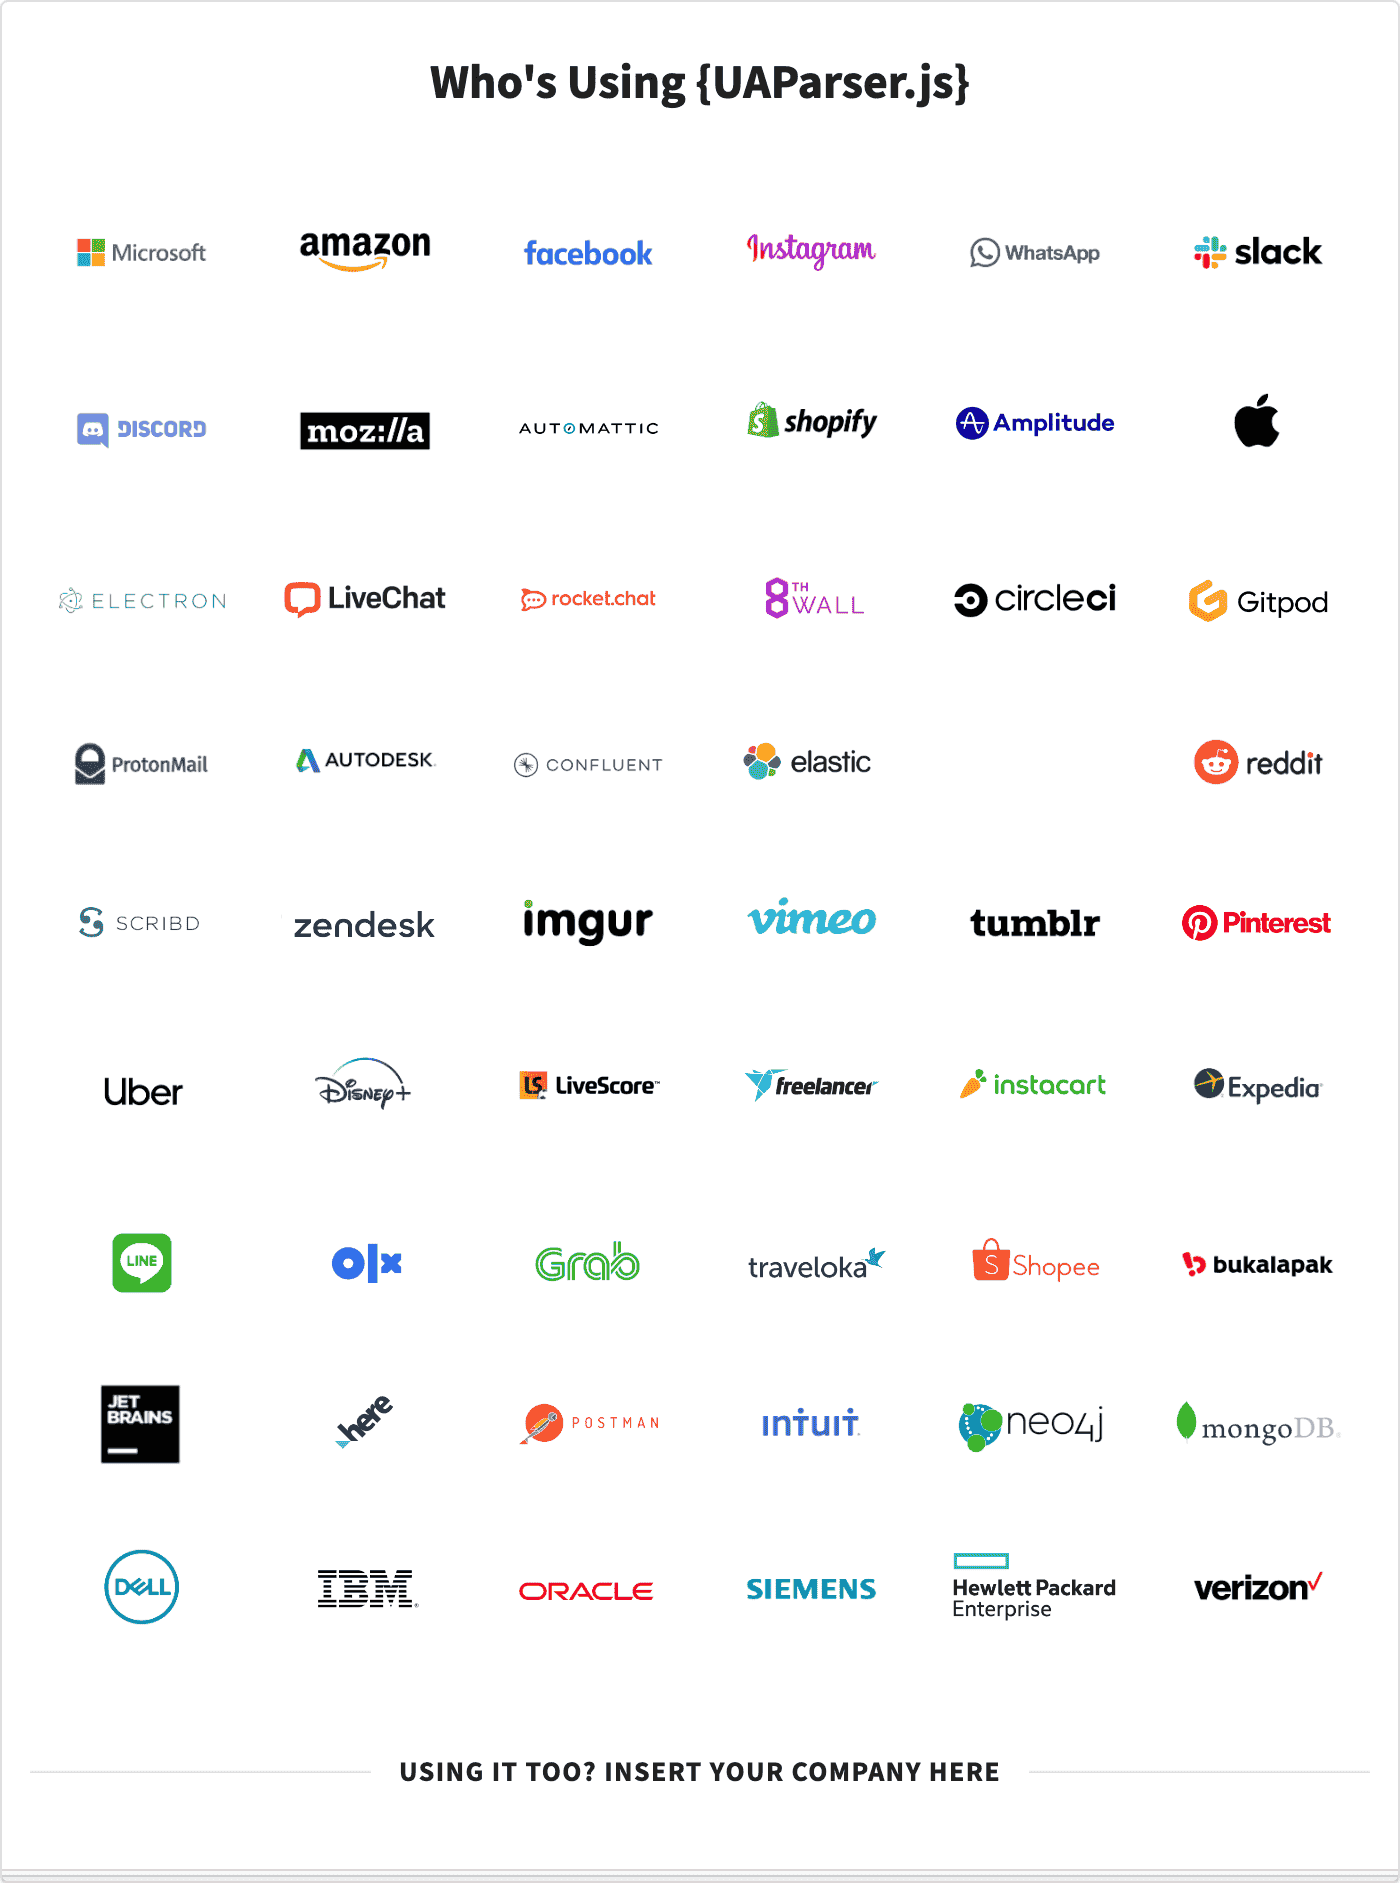 Who's Using {UAParser.js}
Microsoft
amazon
facebook
Instagram
WhatsApp
slack
DISCORD
moz://a
AUTOMATTIC
shopify
Amplitude
ELECTRON
LiveChat
rocket.chat
8TH WALL
circleci
Gitpod
ProtonMail
AUTODESK.
CONFLUENT
elastic
reddit
SCRIBD
zendesk
imgur
vimeo
tumblr
Pinterest
Uber
Disney+
LS LiveScore™
freelancer
instacart
Expedia®
LINE
olx
Grab
traveloka
S Shopee
bukalapak
JET
BRAINS
here
POSTMAN
intuit.
neo4j
mongoDB®
DELL
IBM®
ORACLE
SIEMENS
Hewlett Packard
Enterprise
verizon✓
USING IT TOO? INSERT YOUR COMPANY HERE